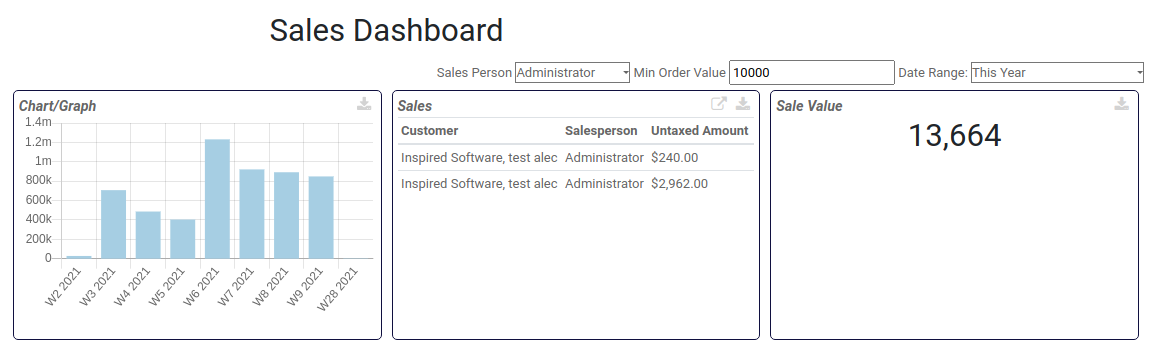 Sales Dashboard
Sales Person Administrator Min Order Value 10000 Date Range: This Year
Chart/Graph
1.4m
1.2m
1m
800k
600k
400k
200k
0
W2 2021 W3 2021 W4 2021 W5 2021 W6 2021 W7 2021 W8 2021 W9 2021 W28 2021
Sales
Customer Salesperson Untaxed Amount
Inspired Software, test alec Administrator $240.00
Inspired Software, test alec Administrator $2,962.00
Sale Value
13,664